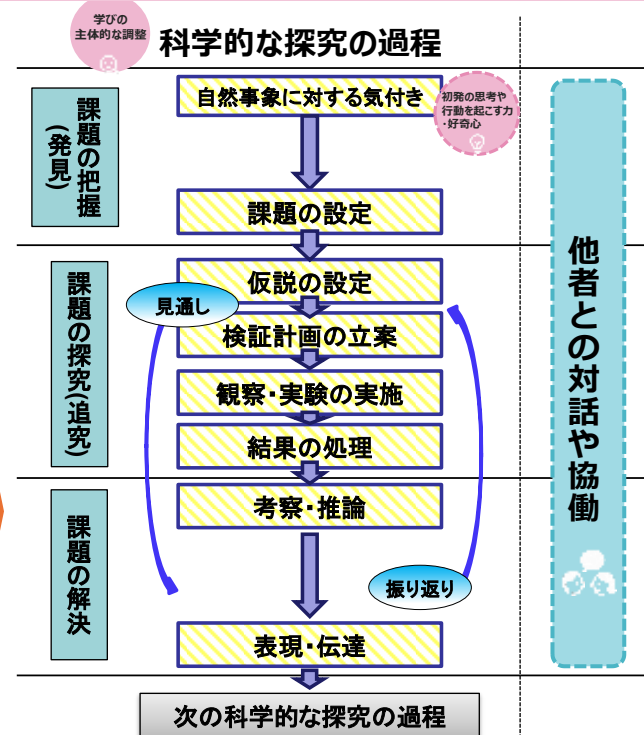 学びの
主体的な調整
科学的な探究の過程
自然事象に対する気付き
初発の思考や
行動を起こす力
・好奇心
課題の把握
(発見)
課題の設定
仮説の設定
見通し
検証計画の立案
課題の探究(追究)
観察・実験の実施
結果の処理
他者との対話や協働
考察・推論
課題の解決
振り返り
表現・伝達
次の科学的な探究の過程